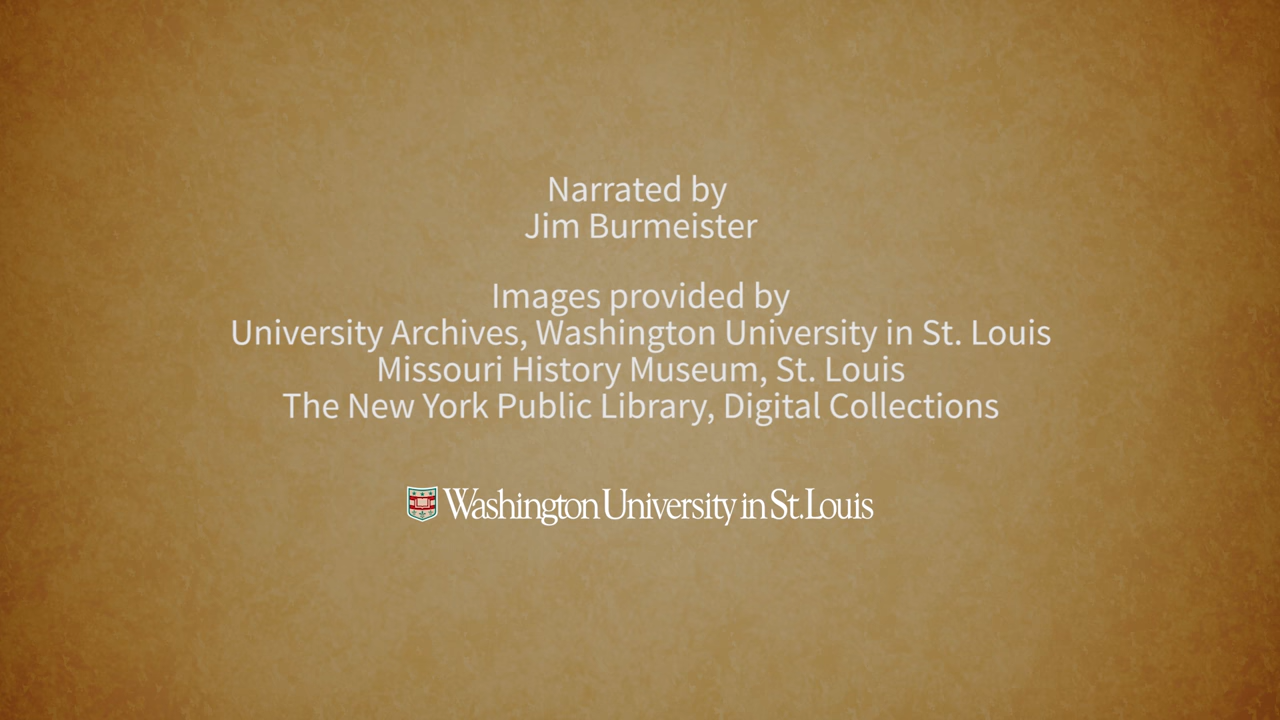 Narrated by
Jim Burmeister
Images provided by
University Archives, Washington University in St. Louis
Missouri History Museum, St. Louis
The New York Public Library, Digital Collections
Washington University in St. Louis